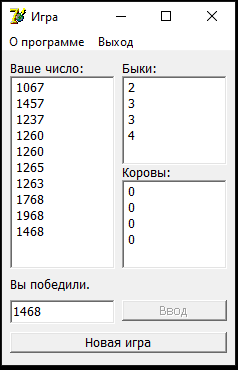 Игра
О программе Выход
Ваше число: Быки:
1067 2
1457 3
1237 3
1260 4
1260
1265
1263 Коровы:
1768 0
1968 0
1468 0
0
Вы победили.
1468 Ввод
Новая игра